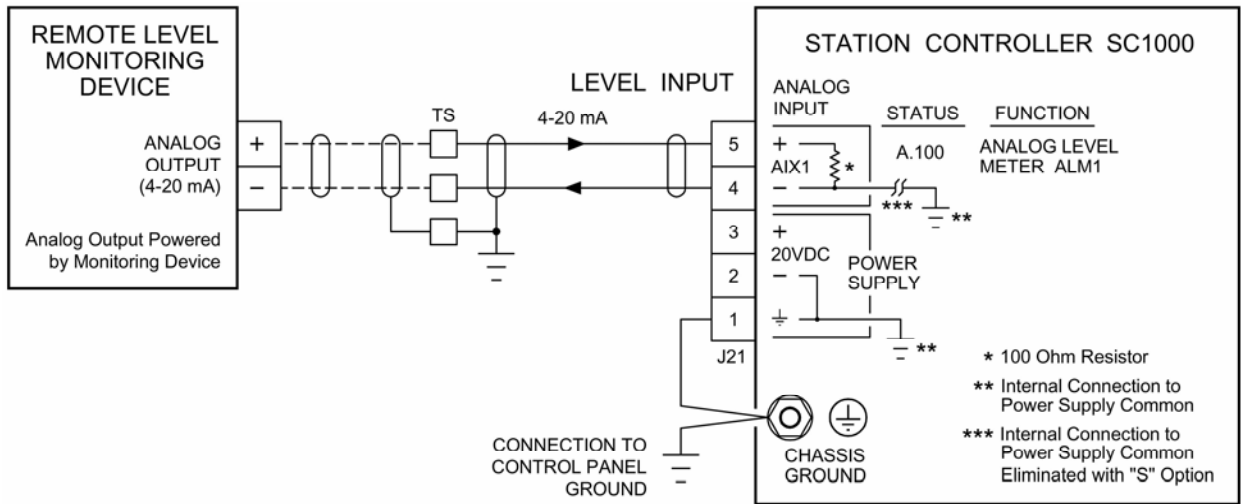 REMOTE LEVEL
MONITORING
DEVICE
ANALOG
OUTPUT
(4-20 mA)
+
−
Analog Output Powered
by Monitoring Device
TS
LEVEL INPUT
4-20 mA
5
4
3
2
1
J21
STATION CONTROLLER SC1000
ANALOG
INPUT
STATUS
FUNCTION
+
AIX1
−
*
A.100
ANALOG LEVEL
METER ALM1
***
**
+
20VDC
−
POWER
SUPPLY
**
* 100 Ohm Resistor
** Internal Connection to
Power Supply Common
*** Internal Connection to
Power Supply Common
Eliminated with "S" Option
CHASSIS
GROUND
CONNECTION TO
CONTROL PANEL
GROUND